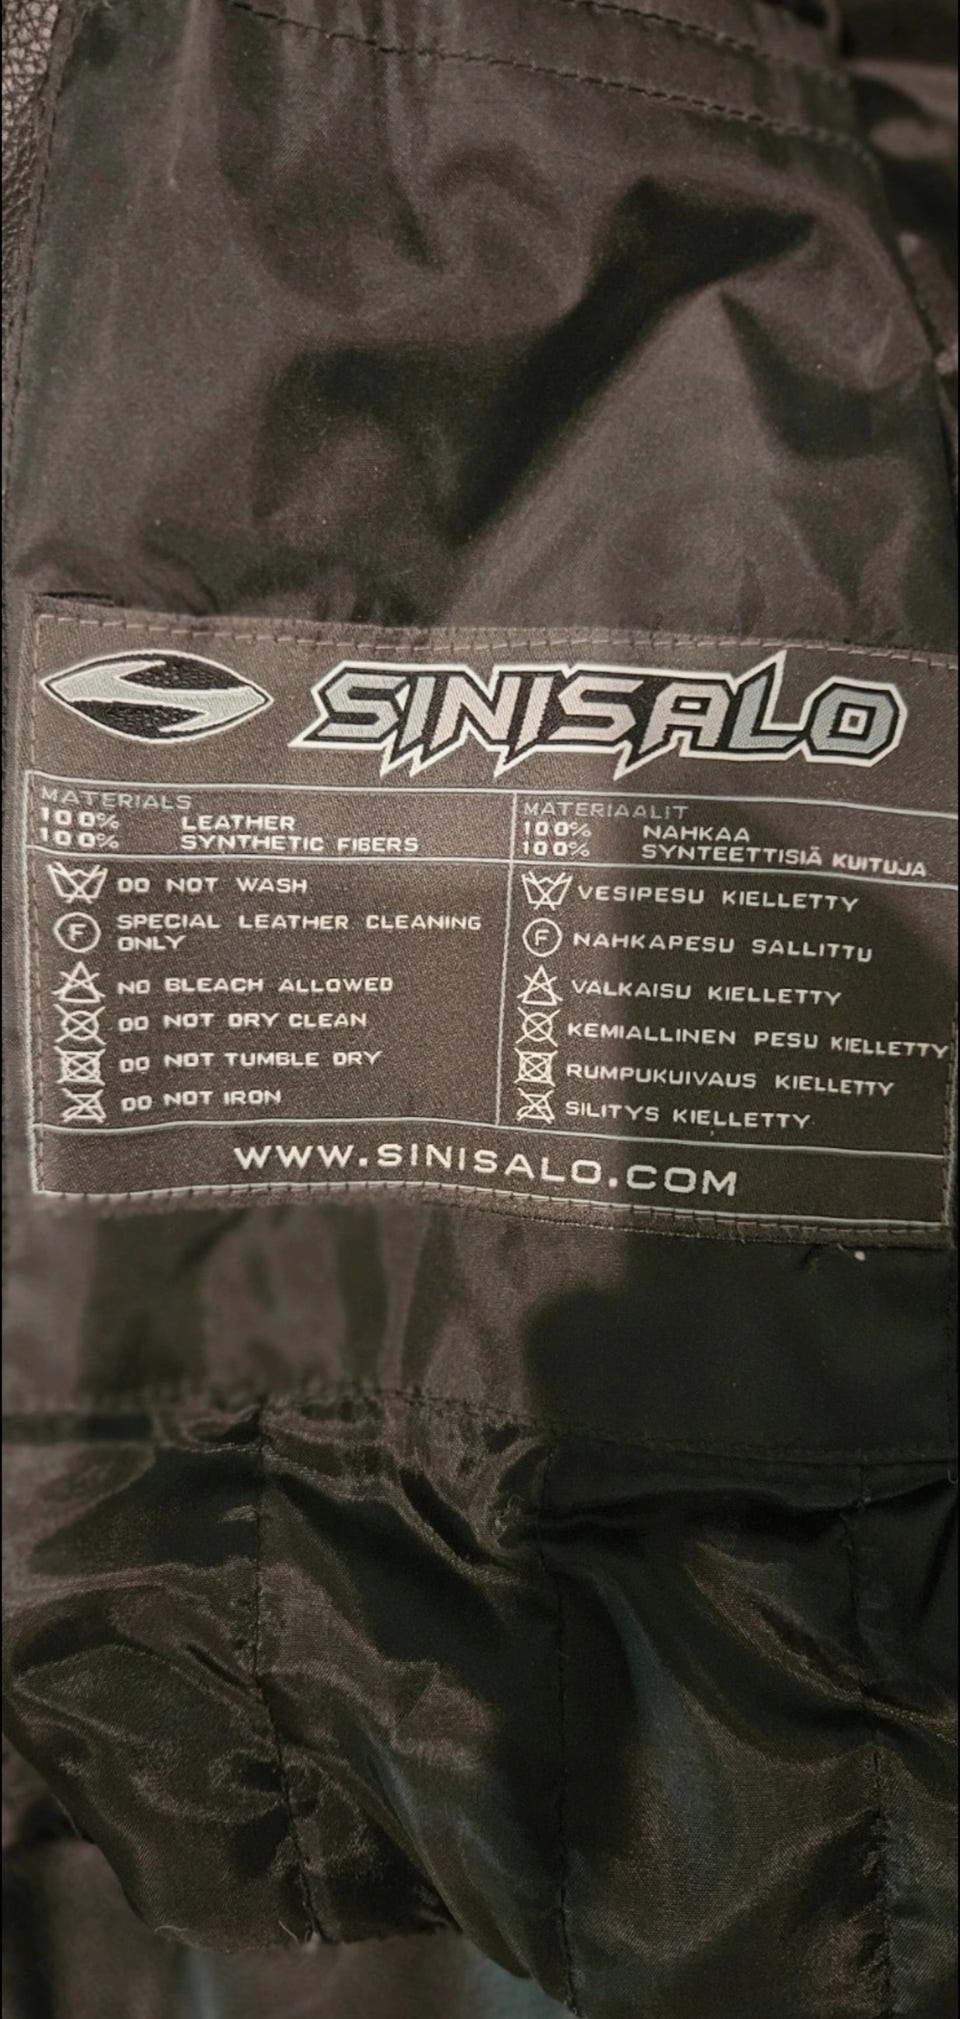 SINISALO
MATERIALS
100% LEATHER
100% SYNTHETIC FIBERS
DO NOT WASH
F SPECIAL LEATHER CLEANING
ONLY
NO BLEACH ALLOWED
DO NOT DRY CLEAN
DO NOT TUMBLE DRY
DO NOT IRON
MATERIAALIT
100% NAHKAA
100% SYNTEETTISIÄ KUITUJA
VESIPESU KIELLETTY
F NAHKAPESU SALLITTU
VALKAISU KIELLETTY
KEMIALLINEN PESU KIELLETTY
RUMPUKUIVAUS KIELLETTY
SILITYS KIELLETTY
WWW.SINISALO.COM